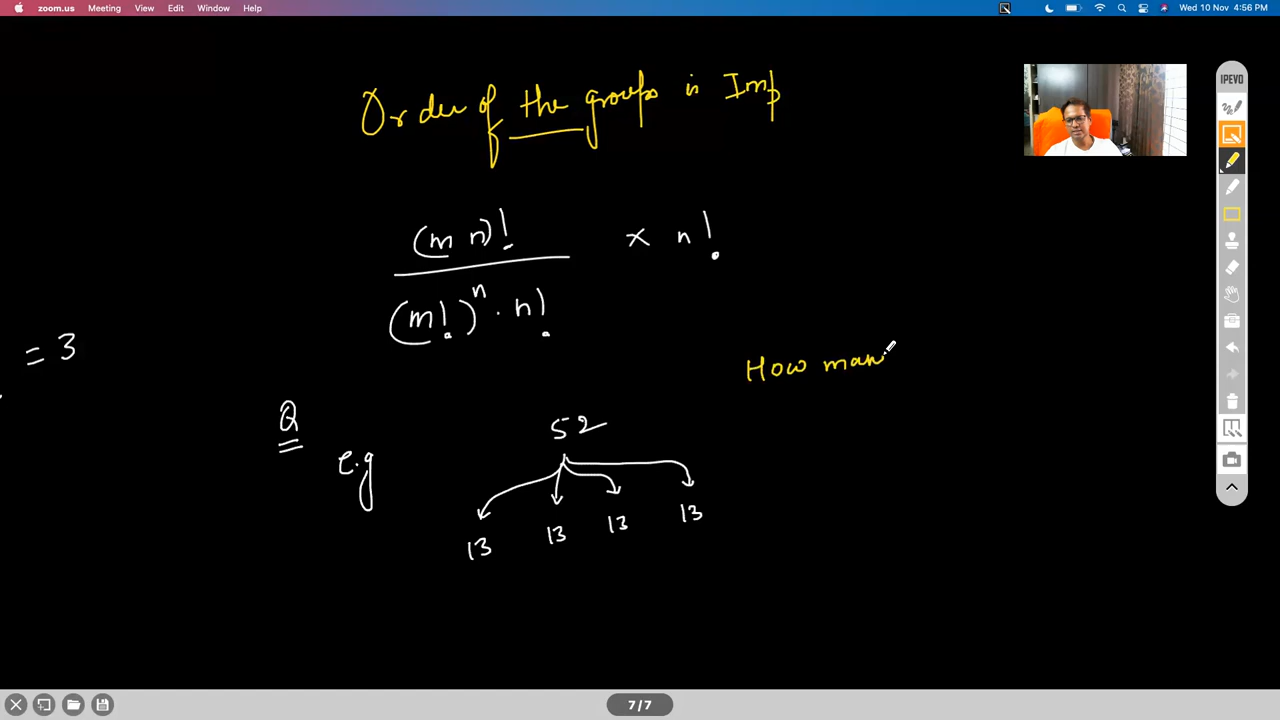 zoom.us Meeting View Edit Window Help Wed 10 Nov 4:56 PM
IPEVO
Order of the groups is Imp
(m n)!
(m!)^n · n!
× n!
= 3
How man
Q
e.g
52
13 13 13 13
7/7